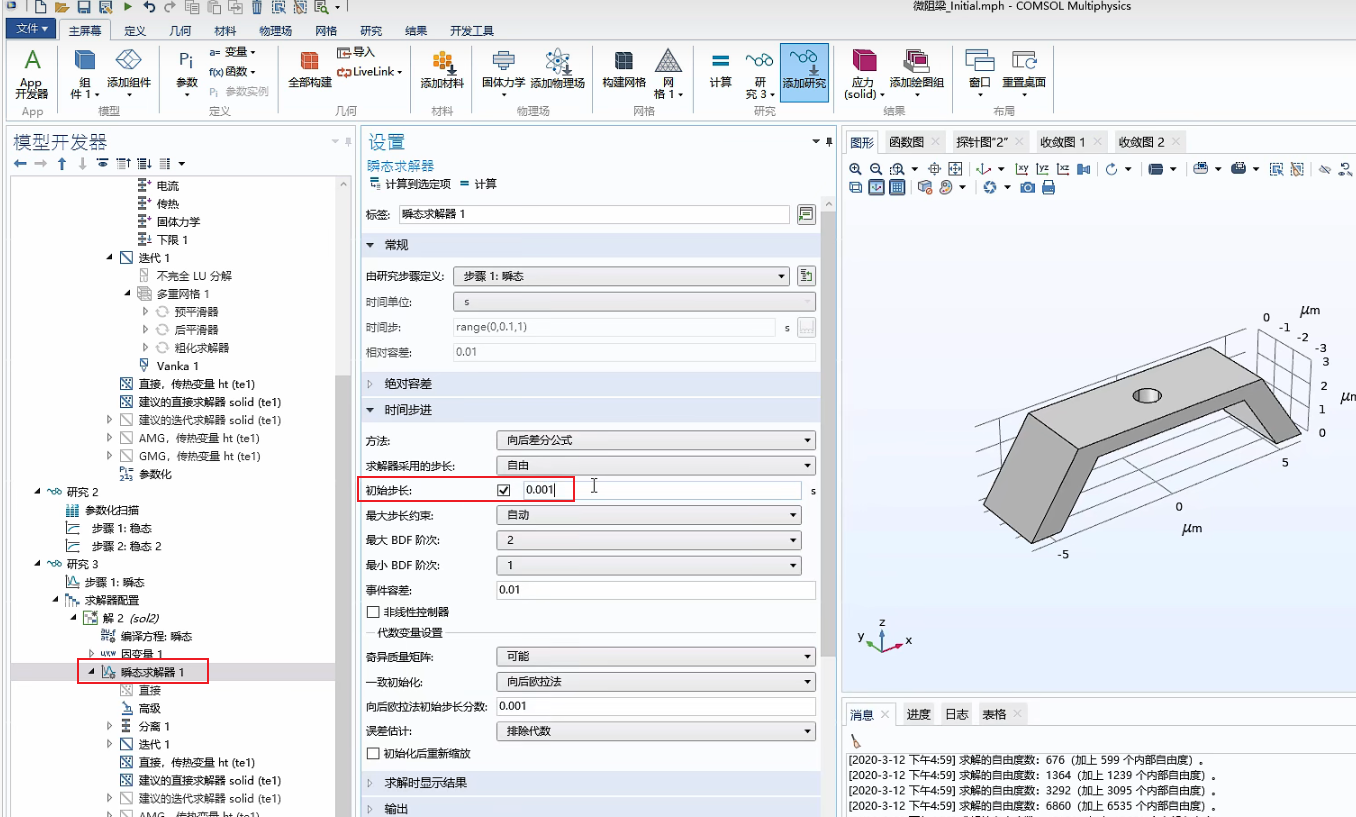 微阻梁_Initial.mph - COMSOL Multiphysics
文件
主屏幕 定义 几何 材料 物理场 网格 研究 结果 开发工具
App
开发器
App
组
件 1
添加组件
模型
Pi
参数
a= 变量
f(x) 函数
Pi 参数实例
定义
全部构建
导入
LiveLink
几何
添加材料
材料
固体力学
添加物理场
物理场
构建网格
网
格 1
网格
计算
研
究 3
添加研究
研究
应力
(solid)
添加绘图组
结果
窗口
重置桌面
布局
模型开发器
电流
传热
固体力学
下限 1
迭代 1
不完全 LU 分解
多重网格 1
预平滑器
后平滑器
粗化求解器
Vanka 1
直接，传热变量 ht (te1)
建议的直接求解器 solid (te1)
建议的迭代求解器 solid (te1)
AMG，传热变量 ht (te1)
GMG，传热变量 ht (te1)
参数化
研究 2
参数化扫描
步骤 1: 稳态
步骤 2: 稳态 2
研究 3
步骤 1: 瞬态
求解器配置
解 2 (sol2)
编译方程: 瞬态
因变量 1
瞬态求解器 1
直接
高级
分离 1
迭代 1
直接，传热变量 ht (te1)
建议的直接求解器 solid (te1)
建议的迭代求解器 solid (te1)
AMG，传热变量 ht (te1)
设置
瞬态求解器
计算到选定项 = 计算
标签: 瞬态求解器 1
常规
由研究步骤定义: 步骤 1: 瞬态
时间单位: s
时间步: range(0,0.1,1) s
相对容差: 0.01
绝对容差
时间步进
方法: 向后差分公式
求解器采用的步长: 自由
初始步长: 0.001 s
最大步长约束: 自动
最大 BDF 阶次: 2
最小 BDF 阶次: 1
事件容差: 0.01
非线性控制器
代数变量设置
奇异质量矩阵: 可能
一致初始化: 向后欧拉法
向后欧拉法初始步长分数: 0.001
误差估计: 排除代数
初始化后重新缩放
求解时显示结果
输出
图形 函数图 探针图“2” 收敛图 1 收敛图 2
0 μm
-1
-2
-3
3
2
μm
1
0
5
0
μm
-5
z
y
x
消息 进度 日志 表格
[2020-3-12 下午4:59] 求解的自由度数：676（加上 599 个内部自由度）。
[2020-3-12 下午4:59] 求解的自由度数：1364（加上 1239 个内部自由度）。
[2020-3-12 下午4:59] 求解的自由度数：3292（加上 3095 个内部自由度）。
[2020-3-12 下午4:59] 求解的自由度数：6860（加上 6535 个内部自由度）。